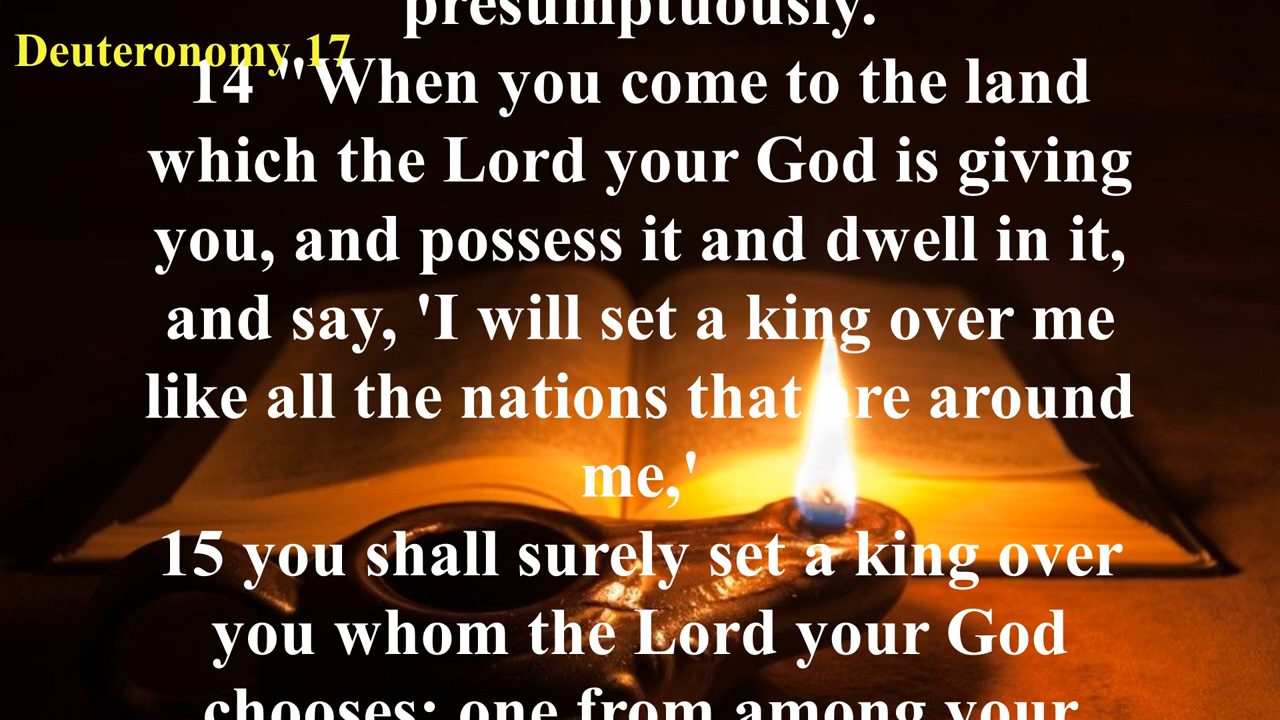 presumptuously.
Deuteronomy 17
14 "When you come to the land
which the Lord your God is giving
you, and possess it and dwell in it,
and say, 'I will set a king over me
like all the nations that are around
me,'
15 you shall surely set a king over
you whom the Lord your God
chooses; one from among your